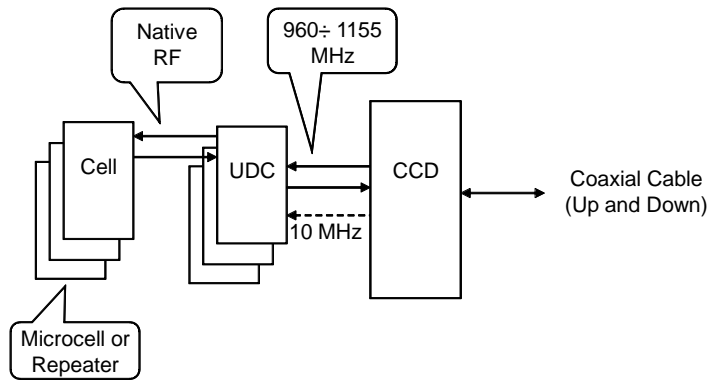 Native
RF
960÷ 1155
MHz
Cell
UDC
CCD
10 MHz
Coaxial Cable
(Up and Down)
Microcell or
Repeater